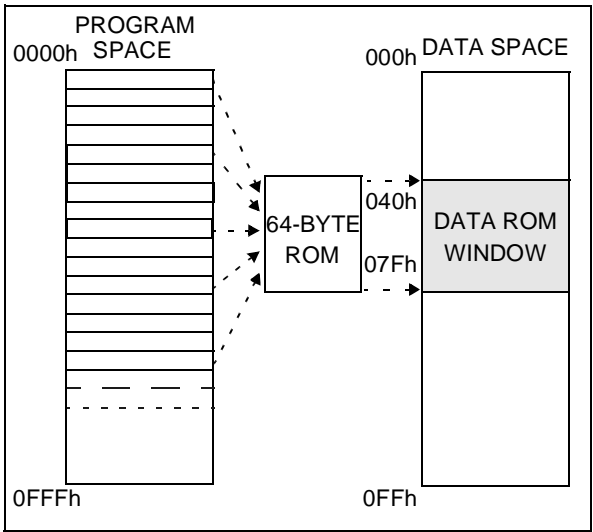 PROGRAM
SPACE
0000h
DATA SPACE
000h
040h
64-BYTE
ROM
07Fh
DATA ROM
WINDOW
0FFFh
0FFh